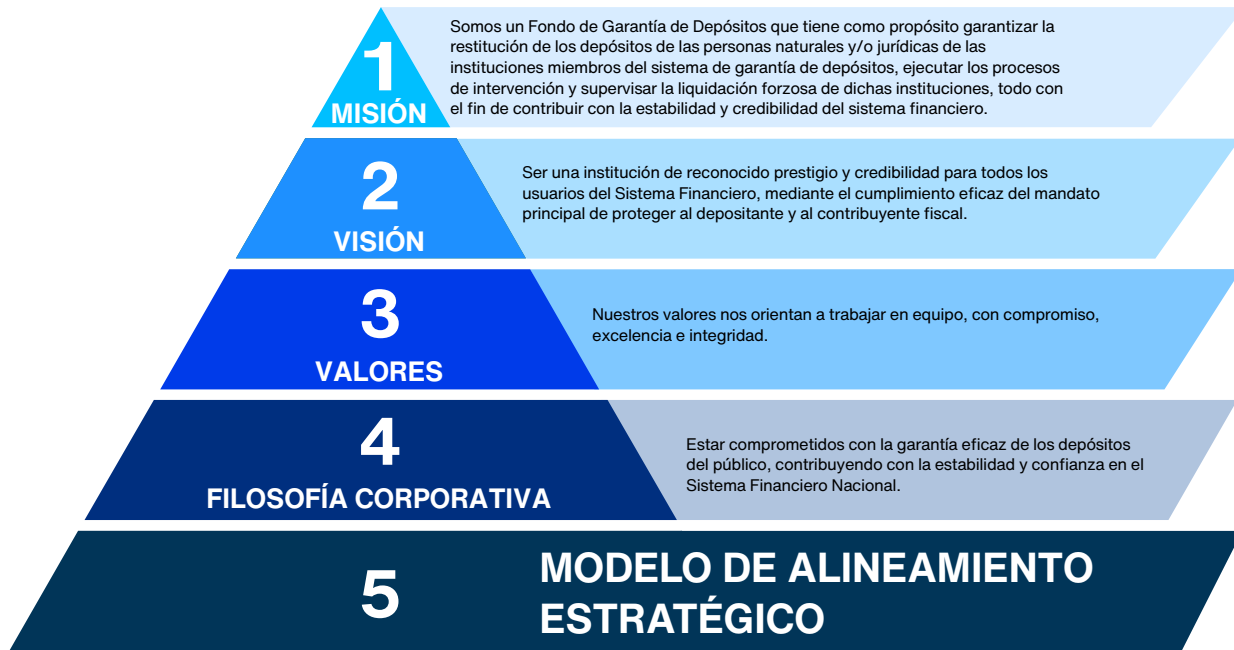 1
MISIÓN
Somos un Fondo de Garantía de Depósitos que tiene como propósito garantizar la
restitución de los depósitos de las personas naturales y/o jurídicas de las
instituciones miembros del sistema de garantía de depósitos, ejecutar los procesos
de intervención y supervisar la liquidación forzosa de dichas instituciones, todo con
el fin de contribuir con la estabilidad y credibilidad del sistema financiero.
2
VISIÓN
Ser una institución de reconocido prestigio y credibilidad para todos los
usuarios del Sistema Financiero, mediante el cumplimiento eficaz del mandato
principal de proteger al depositante y al contribuyente fiscal.
3
VALORES
Nuestros valores nos orientan a trabajar en equipo, con compromiso,
excelencia e integridad.
4
FILOSOFÍA CORPORATIVA
Estar comprometidos con la garantía eficaz de los depósitos
del público, contribuyendo con la estabilidad y confianza en el
Sistema Financiero Nacional.
5
MODELO DE ALINEAMIENTO
ESTRATÉGICO